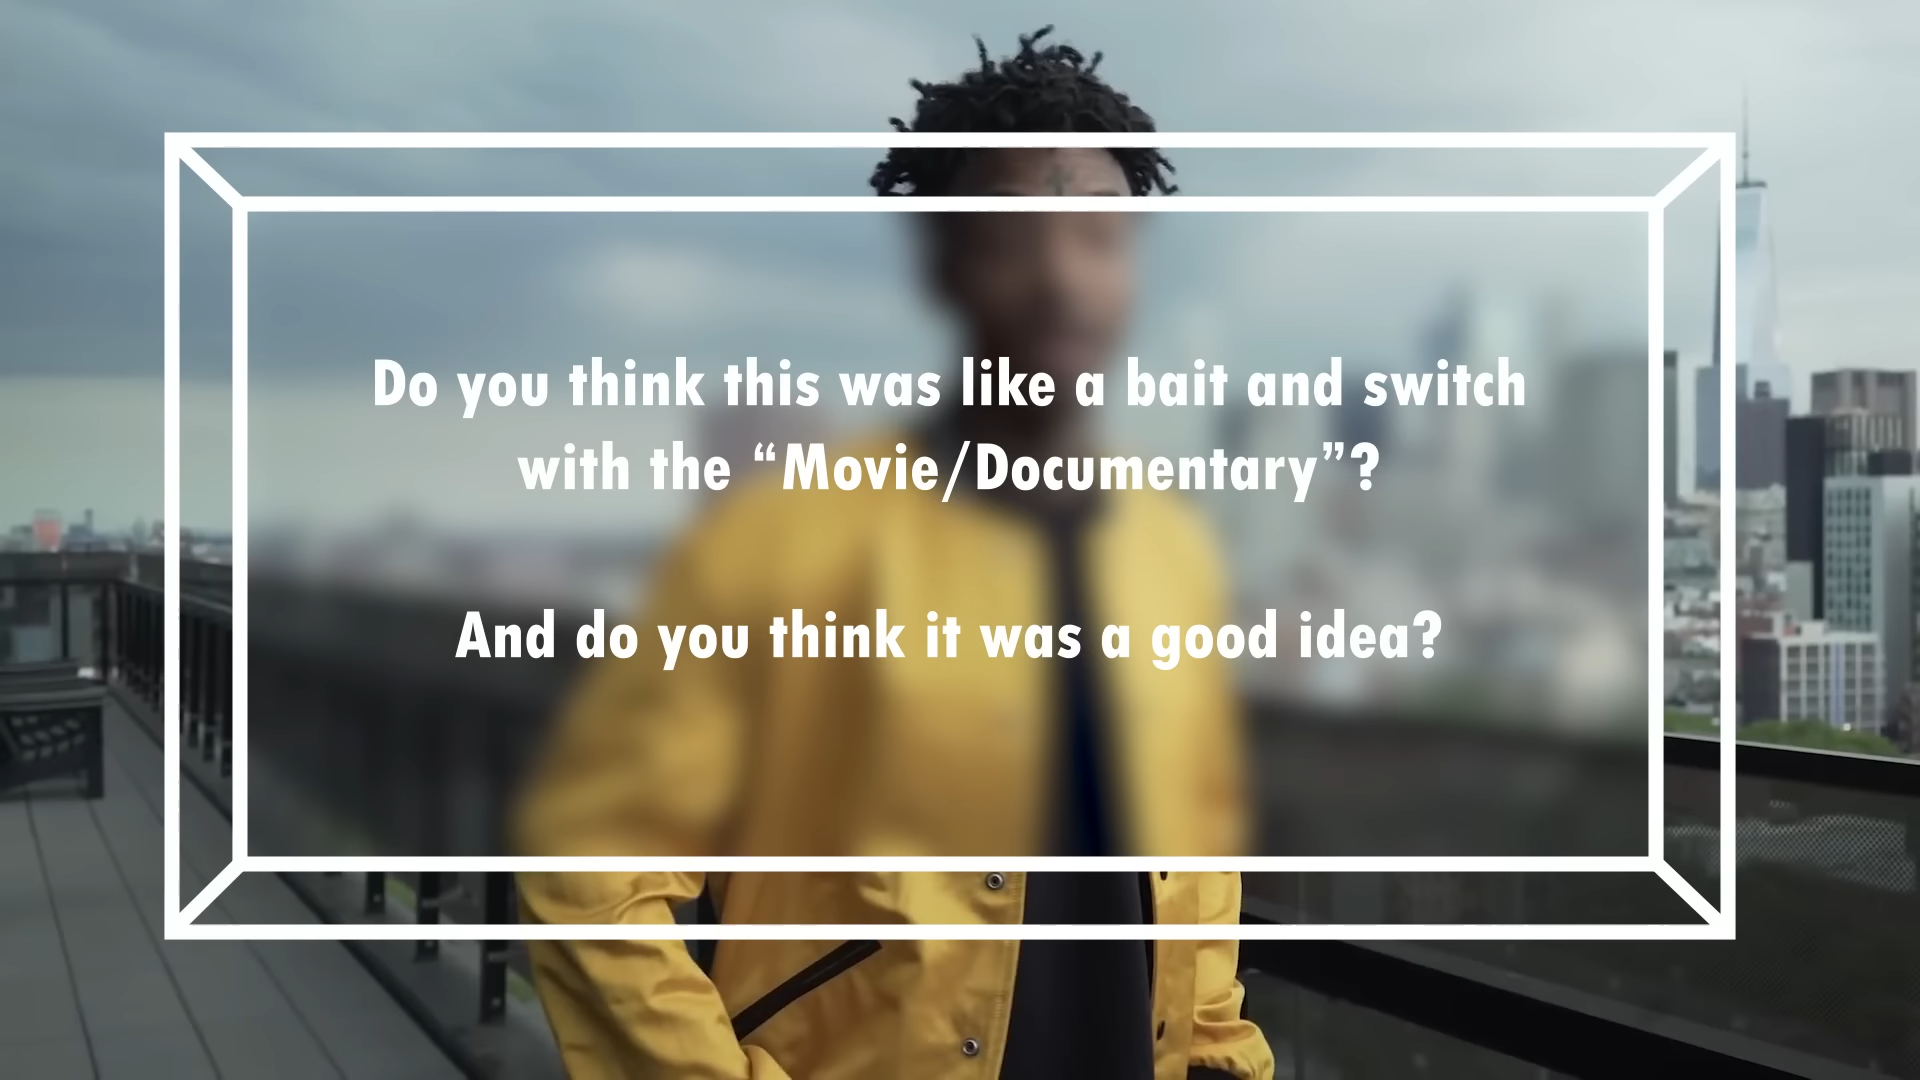 Do you think this was like a bait and switch
with the “Movie/Documentary”?
And do you think it was a good idea?